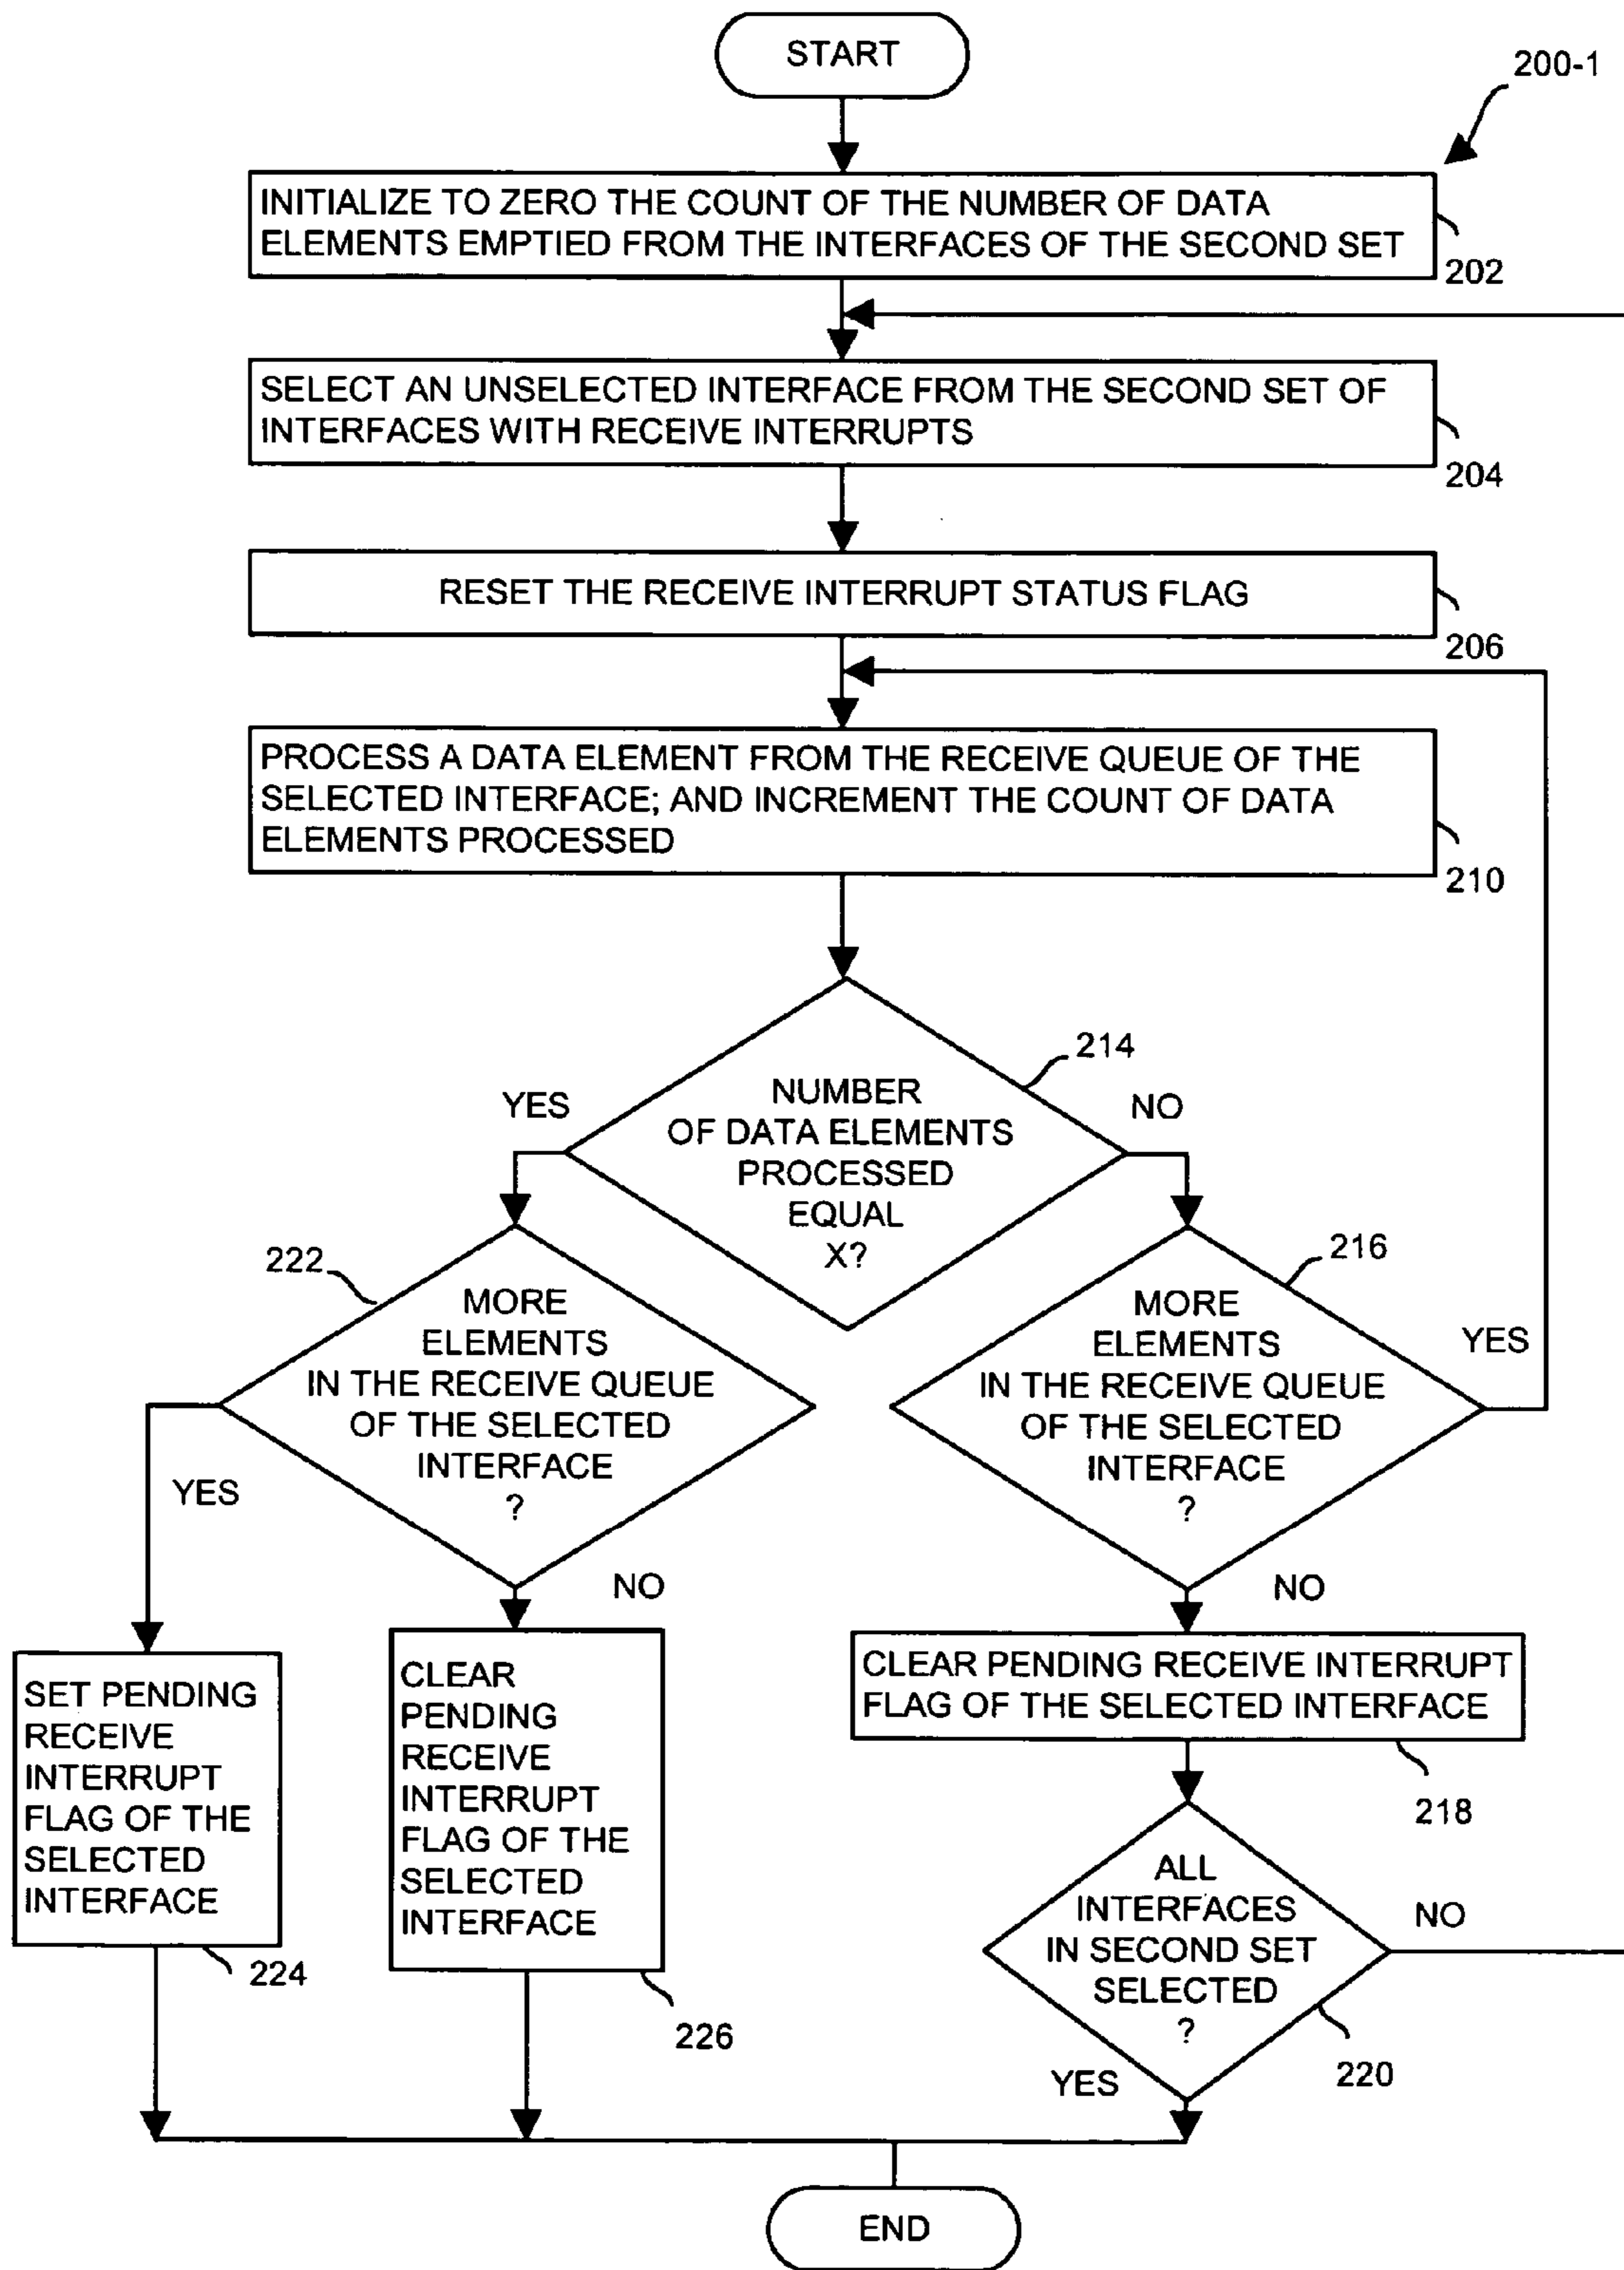 START
200-1
INITIALIZE TO ZERO THE COUNT OF THE NUMBER OF DATA
ELEMENTS EMPTIED FROM THE INTERFACES OF THE SECOND SET
202
SELECT AN UNSELECTED INTERFACE FROM THE SECOND SET OF
INTERFACES WITH RECEIVE INTERRUPTS
204
RESET THE RECEIVE INTERRUPT STATUS FLAG
206
PROCESS A DATA ELEMENT FROM THE RECEIVE QUEUE OF THE
SELECTED INTERFACE; AND INCREMENT THE COUNT OF DATA
ELEMENTS PROCESSED
210
214
YES
NO
NUMBER
OF DATA ELEMENTS
PROCESSED
EQUAL
X?
222
MORE
ELEMENTS
IN THE RECEIVE QUEUE
OF THE SELECTED
INTERFACE
?
YES
NO
216
MORE
ELEMENTS
IN THE RECEIVE QUEUE
OF THE SELECTED
INTERFACE
?
YES
NO
SET PENDING
RECEIVE
INTERRUPT
FLAG OF THE
SELECTED
INTERFACE
224
CLEAR
PENDING
RECEIVE
INTERRUPT
FLAG OF THE
SELECTED
INTERFACE
226
CLEAR PENDING RECEIVE INTERRUPT
FLAG OF THE SELECTED INTERFACE
218
ALL
INTERFACES
IN SECOND SET
SELECTED
?
NO
220
YES
END